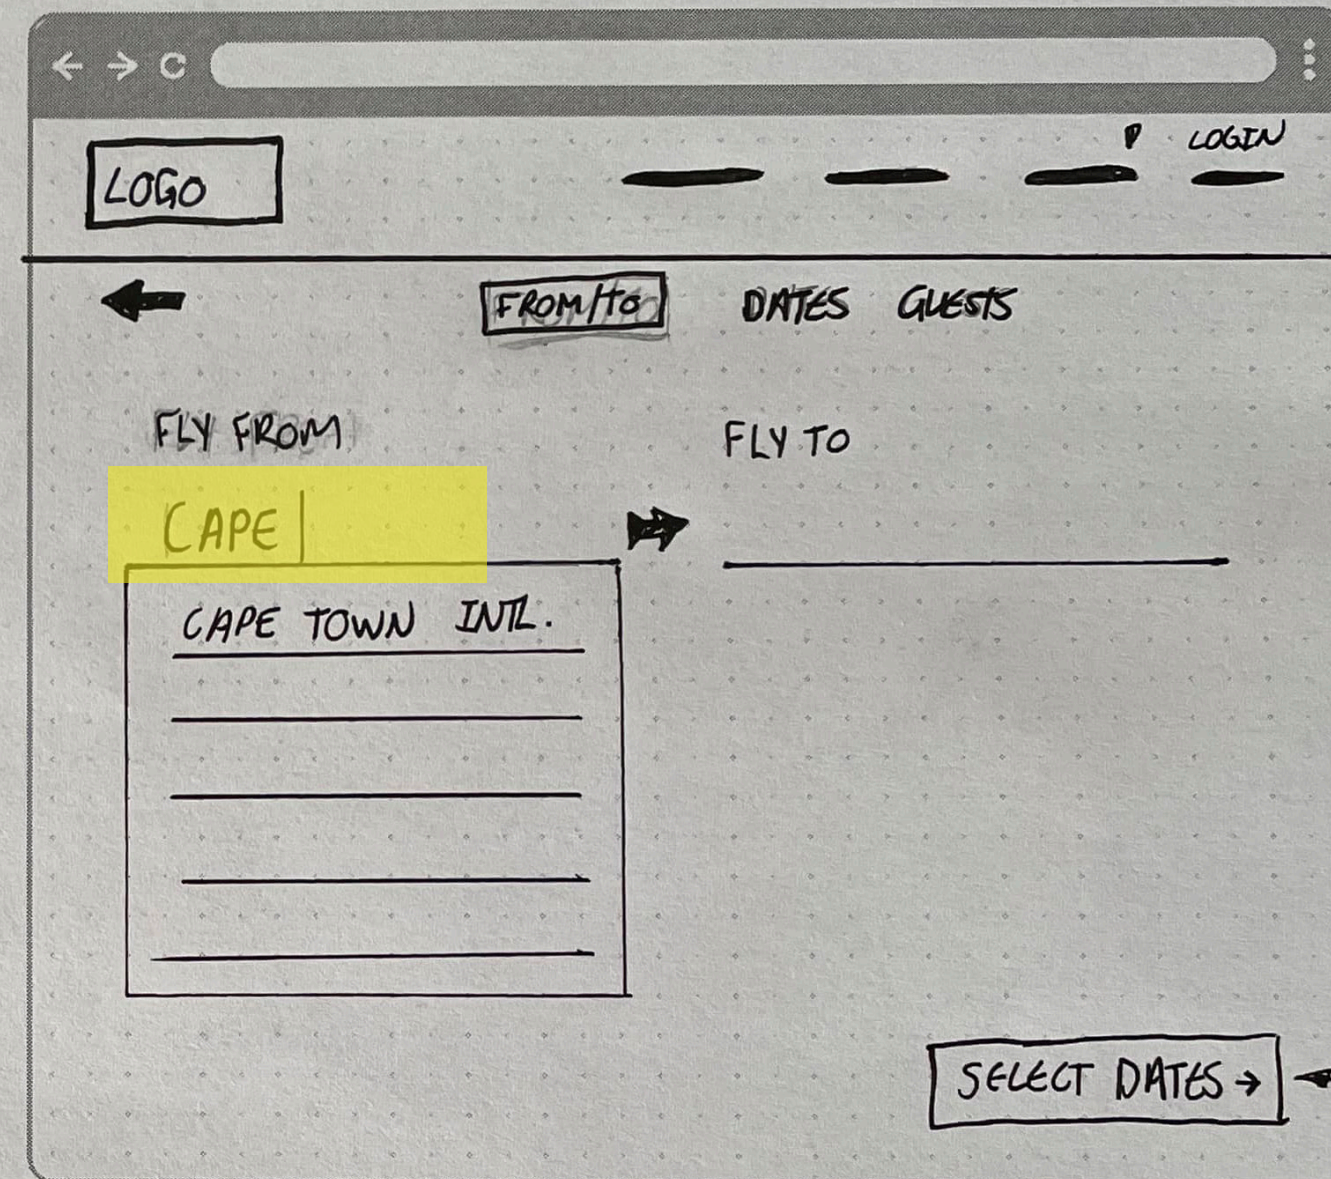 LOGIN
LOGO
FROM/TO DATES GUESTS
FLY FROM
FLY TO
CAPE
CAPE TOWN INTL.
SELECT DATES →